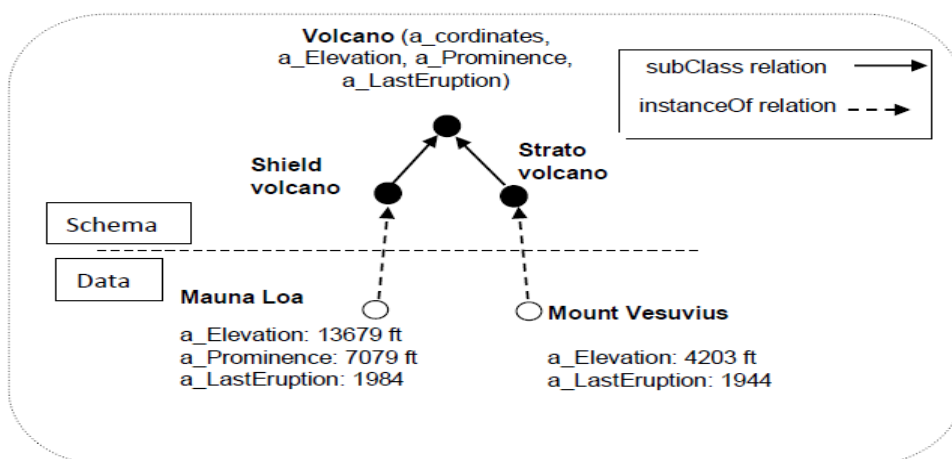 Volcano (a_cordinates,
a_Elevation, a_Prominence,
a_LastEruption)
subClass relation
instanceOf relation
Shield
volcano
Strato
volcano
Schema
Data
Mauna Loa
a_Elevation: 13679 ft
a_Prominence: 7079 ft
a_LastEruption: 1984
Mount Vesuvius
a_Elevation: 4203 ft
a_LastEruption: 1944